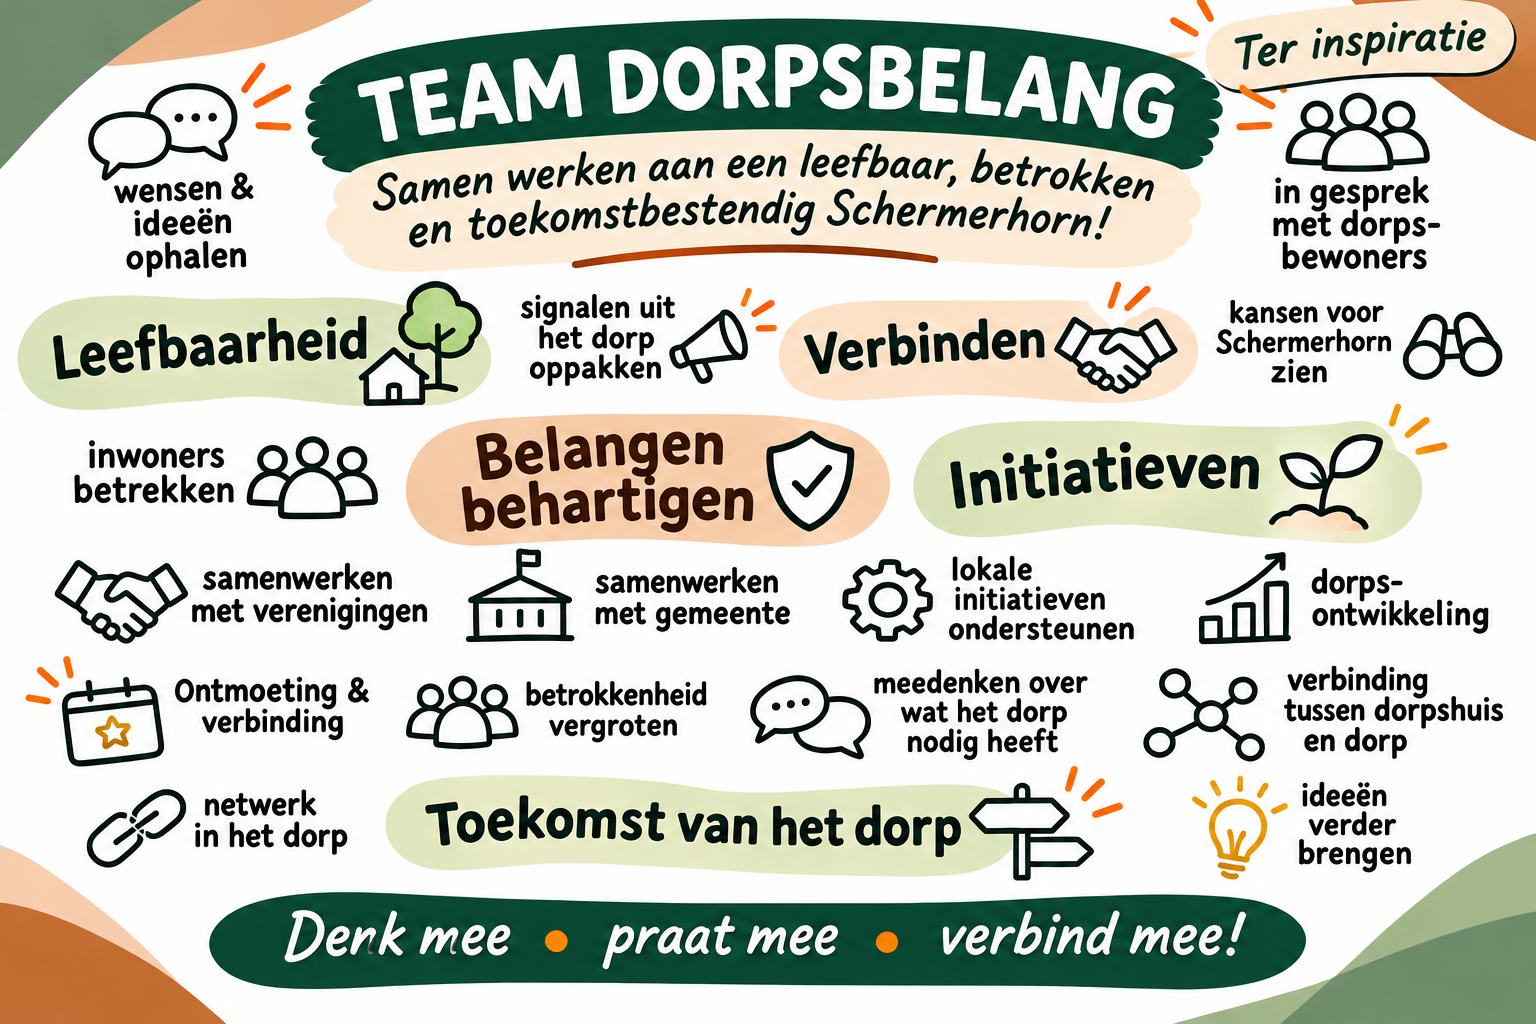 TEAM DORPSBELANG
Ter inspiratie
Samen werken aan een leefbaar, betrokken
en toekomstbestendig Schermerhorn!
wensen &
ideeën
ophalen
in gesprek
met dorps-
bewoners
Leefbaarheid
signalen uit
het dorp
oppakken
Verbinden
kansen voor
Schermerhorn
zien
inwoners
betrekken
Belangen
behartigen
Initiatieven
samenwerken
met verenigingen
samenwerken
met gemeente
lokale
initiatieven
ondersteunen
dorps-
ontwikkeling
Ontmoeting &
verbinding
betrokkenheid
vergroten
meedenken over
wat het dorp
nodig heeft
verbinding
tussen dorpshuis
en dorp
netwerk
in het dorp
Toekomst van het dorp
ideeën
verder
brengen
Denk mee • praat mee • verbind mee!